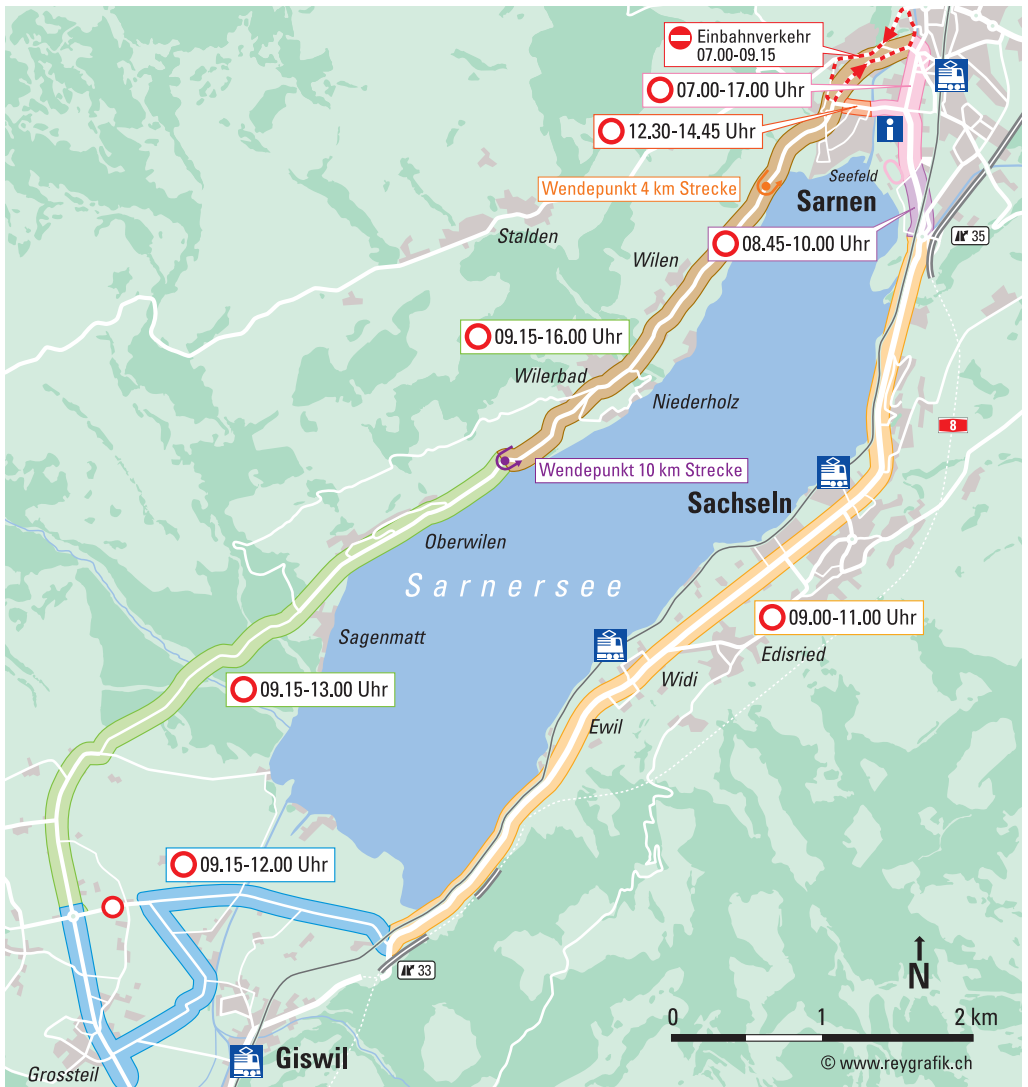 Einbahnverkehr
07.00-09.15
07.00-17.00 Uhr
12.30-14.45 Uhr
Wendepunkt 4 km Strecke
Seefeld
Sarnen
35
Stalden
Wilen
08.45-10.00 Uhr
09.15-16.00 Uhr
Wilerbad
Niederholz
8
Wendepunkt 10 km Strecke
Sachseln
Oberwilen
Sarnersee
09.00-11.00 Uhr
Sagenmatt
Edisried
Widi
09.15-13.00 Uhr
Ewil
09.15-12.00 Uhr
33
N
0 1 2 km
Giswil
Grossteil
© www.reygrafik.ch